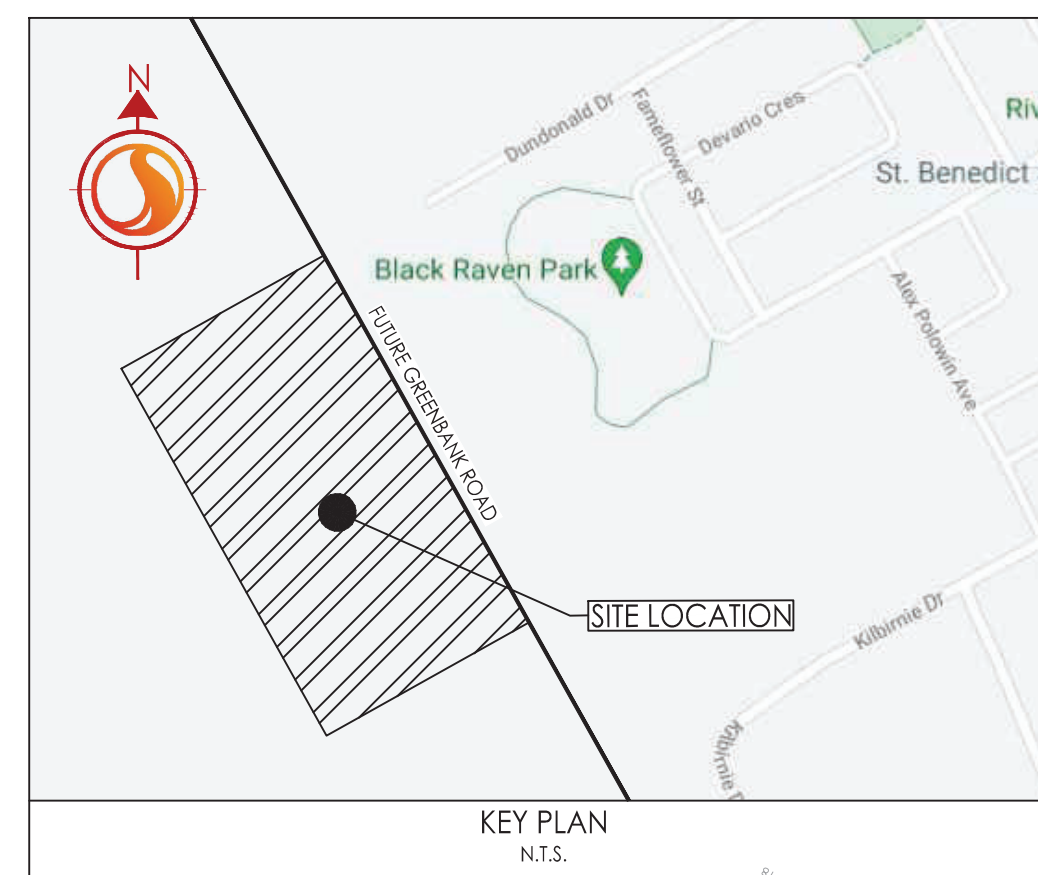 N
Dundonald Dr
Fameflower St
Devario Cres
Riv
St. Benedict
Black Raven Park
Alex Polowin Ave
FUTURE GREENBANK ROAD
SITE LOCATION
Kilbirnie Dr
Kilbirnie D
KEY PLAN
N.T.S.